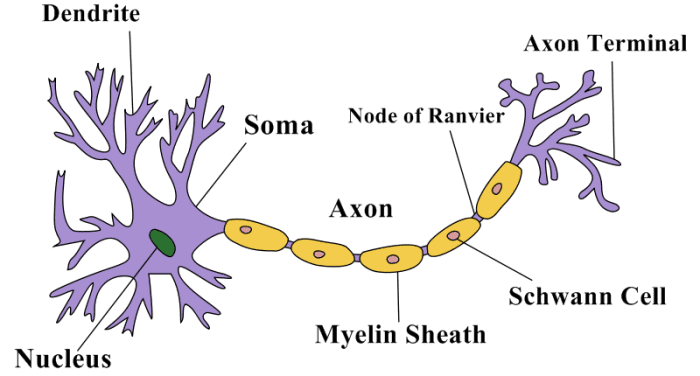 Dendrite
Axon Terminal
Node of Ranvier
Soma
Axon
Schwann Cell
Myelin Sheath
Nucleus